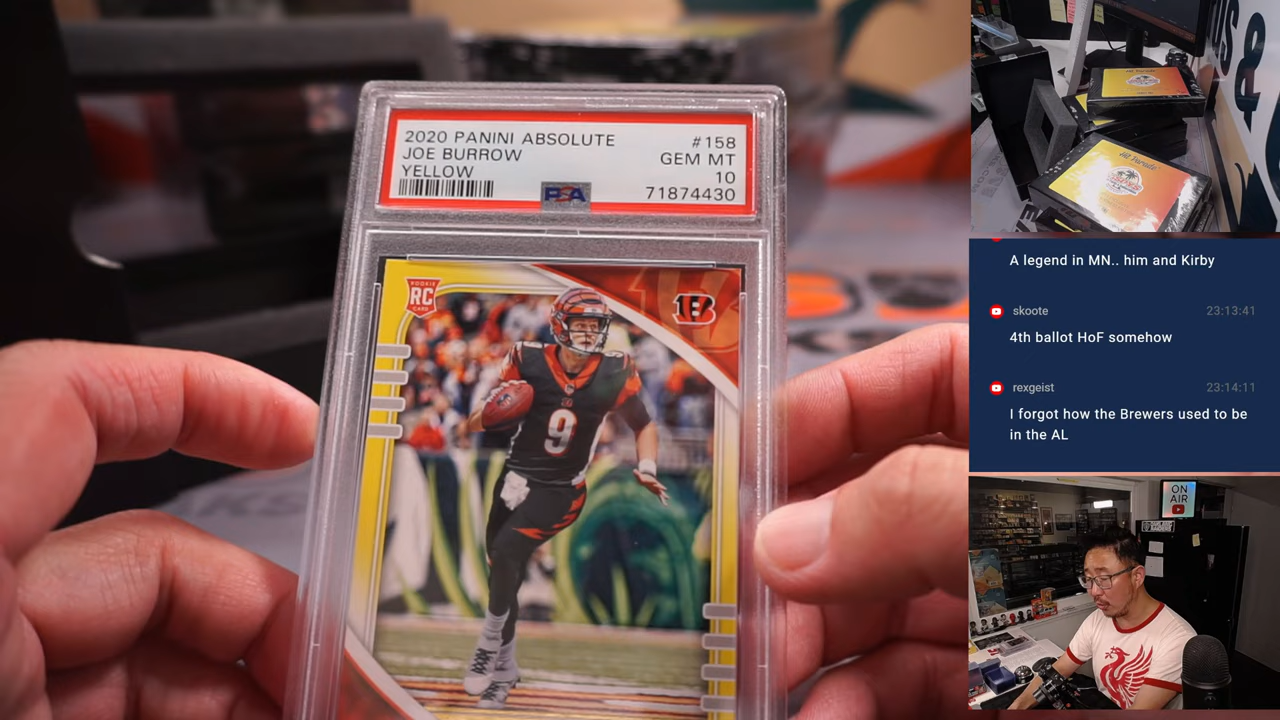 2020 PANINI ABSOLUTE #158
JOE BURROW GEM MT
YELLOW 10
71874430
PSA
ROOKIE
RC
CARD
B
9
9
A legend in MN.. him and Kirby
skoote 23:13:41
4th ballot HoF somehow
rexgeist 23:14:11
I forgot how the Brewers used to be
in the AL
ON
AIR
US &